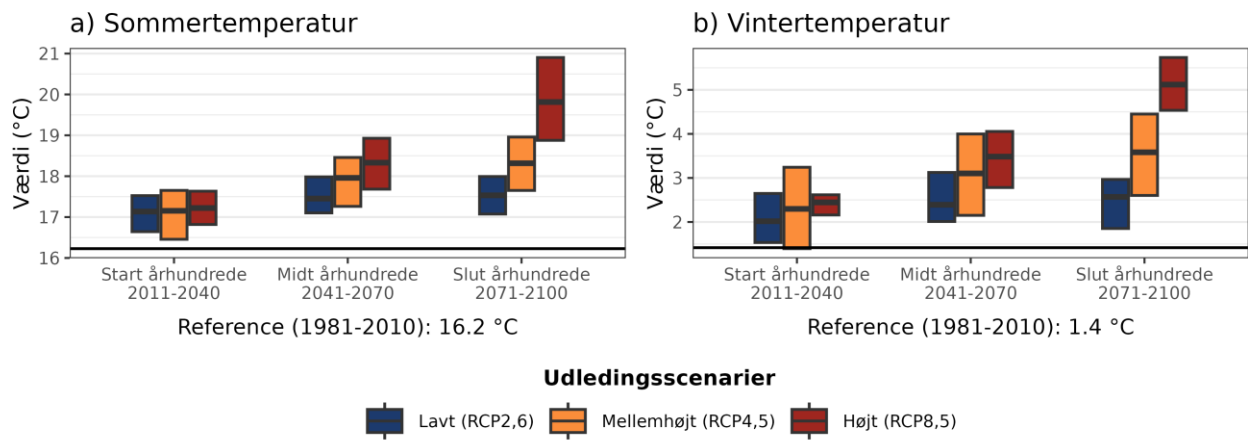 a) Sommertemperatur
Værdi (°C)
21
20
19
18
17
16
Start århundrede
2011-2040
Midt århundrede
2041-2070
Slut århundrede
2071-2100
Reference (1981-2010): 16.2 °C
b) Vintertemperatur
Værdi (°C)
5
4
3
2
Start århundrede
2011-2040
Midt århundrede
2041-2070
Slut århundrede
2071-2100
Reference (1981-2010): 1.4 °C
Udledingsscenarier
Lavt (RCP2,6)
Mellemhøjt (RCP4,5)
Højt (RCP8,5)